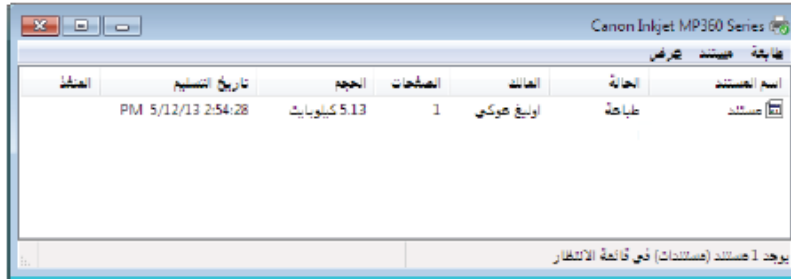 Canon Inkjet MP360 Series
طابعة مستند عرض
اسم المستند الحالة المالك الصفحات الحجم تاريخ التسليم المنفذ
مستند طباعة اوليغ هوكي 1 5.13 كيلوبايت 2:54:28 5/12/13 PM
يوجد 1 مستند (مستندات) في قائمة الانتظار